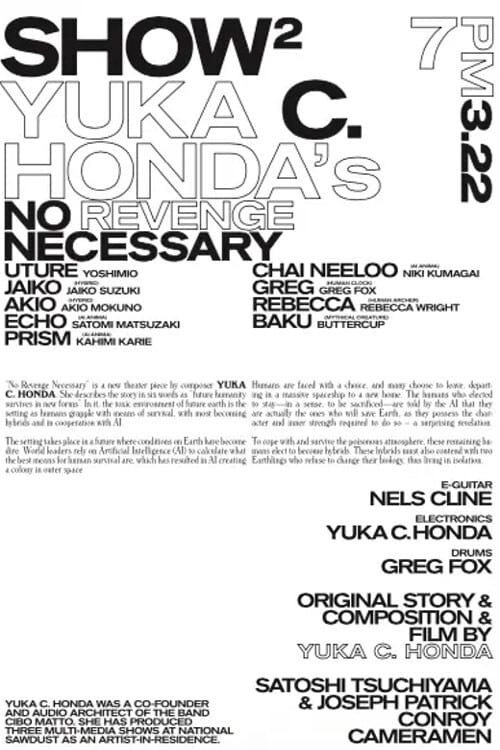 SHOW²
7 PM 3.22
YUKA C.
HONDA's
NO REVENGE
NECESSARY
UTURE YOSHIMIO
JAIKO (HYBRID) JAIKO SUZUKI
AKIO (HYBRID) AKIO MOKUNO
ECHO (AI ANIMA) SATOMI MATSUZAKI
PRISM (AI ANIMA) KAHIMI KARIE
CHAI NEELOO (AI ANIMA) NIKI KUMAGAI
GREG (HUMAN CLOCK) GREG FOX
REBECCA (HUMAN ARCHER) REBECCA WRIGHT
BAKU (MYTHICAL CREATURE) BUTTERCUP
"No Revenge Necessary" is a new theater piece by composer YUKA
C. HONDA. She describes the story in six words as "future humanity
survives in new forms." In it, the toxic environment of future earth is the
setting as humans grapple with means of survival, with most becoming
hybrids and in cooperation with AI.
The setting takes place in a future where conditions on Earth have become
dire. World leaders rely on Artificial Intelligence (AI) to calculate what
the best means for human survival are, which has resulted in AI creating
a colony in outer space
Humans are faced with a choice, and many choose to leave, depart-
ing in a massive spaceship to a new home. The humans who elected
to stay—in a sense, to be sacrificed—are told by the AI that they
are actually the ones who will save Earth, as they possess the char-
acter and inner strength required to do so – a surprising revelation.
To cope with and survive the poisonous atmosphere, these remaining hu-
mans elect to become hybrids. These hybrids must also contend with two
Earthlings who refuse to change their biology, thus living in isolation.
E-GUITAR
NELS CLINE
ELECTRONICS
YUKA C. HONDA
DRUMS
GREG FOX
ORIGINAL STORY &
COMPOSITION &
FILM BY
YUKA C. HONDA
SATOSHI TSUCHIYAMA
& JOSEPH PATRICK
CONROY
CAMERAMEN
YUKA C. HONDA WAS A CO-FOUNDER
AND AUDIO ARCHITECT OF THE BAND
CIBO MATTO. SHE HAS PRODUCED
THREE MULTI-MEDIA SHOWS AT NATIONAL
SAWDUST AS AN ARTIST-IN-RESIDENCE.